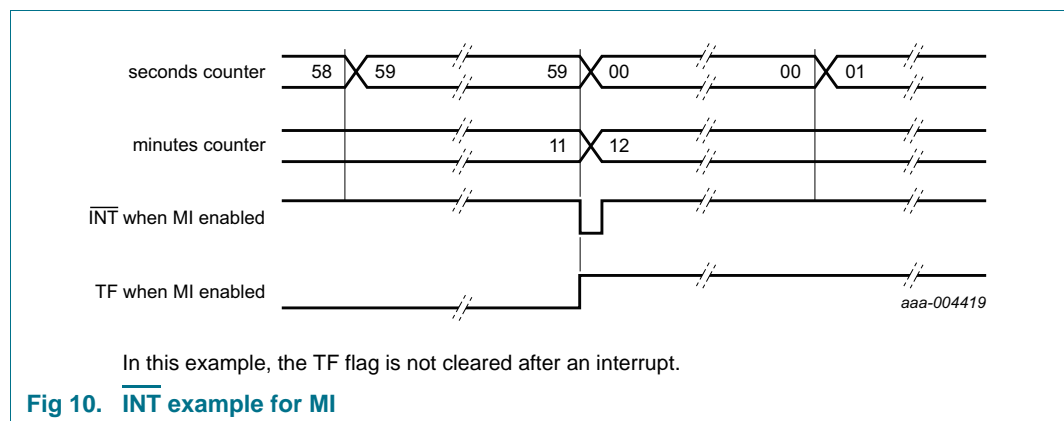 seconds counter 58 59 59 00 00 01
minutes counter 11 12
INT when MI enabled
TF when MI enabled
aaa-004419
In this example, the TF flag is not cleared after an interrupt.
Fig 10. INT example for MI